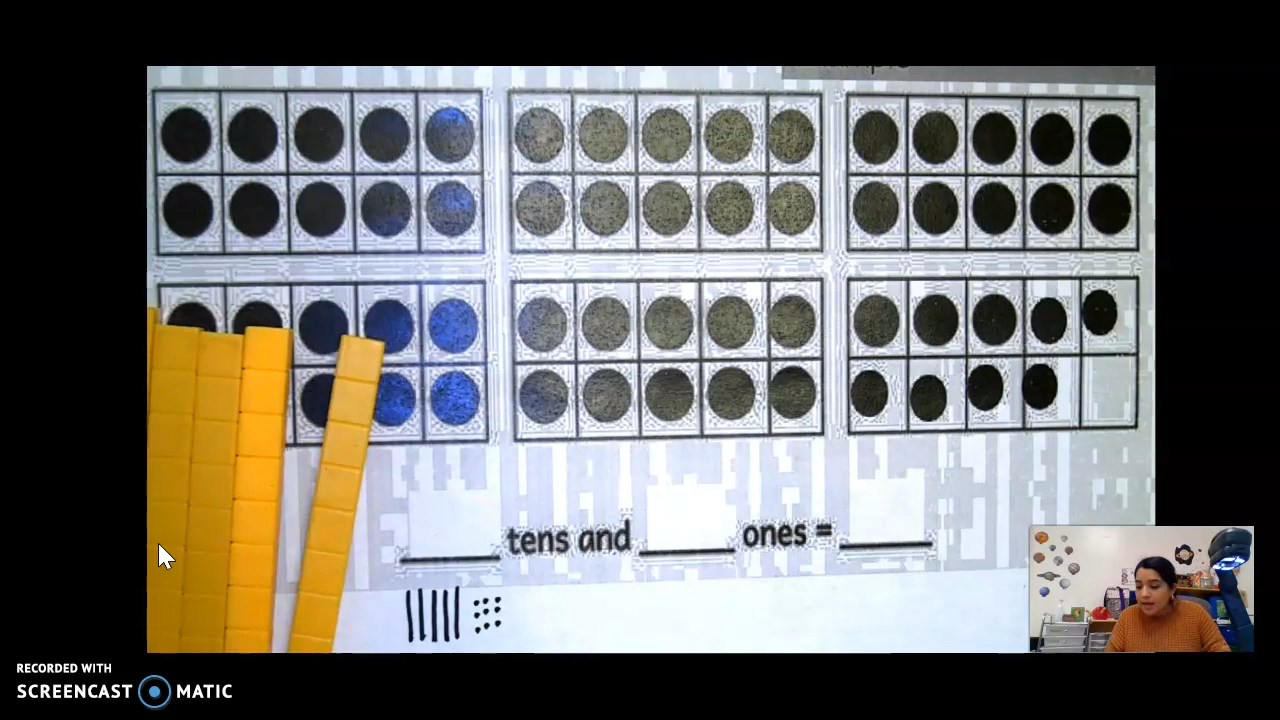 _____ tens and _____ ones = _____
RECORDED WITH
SCREENCAST MATIC